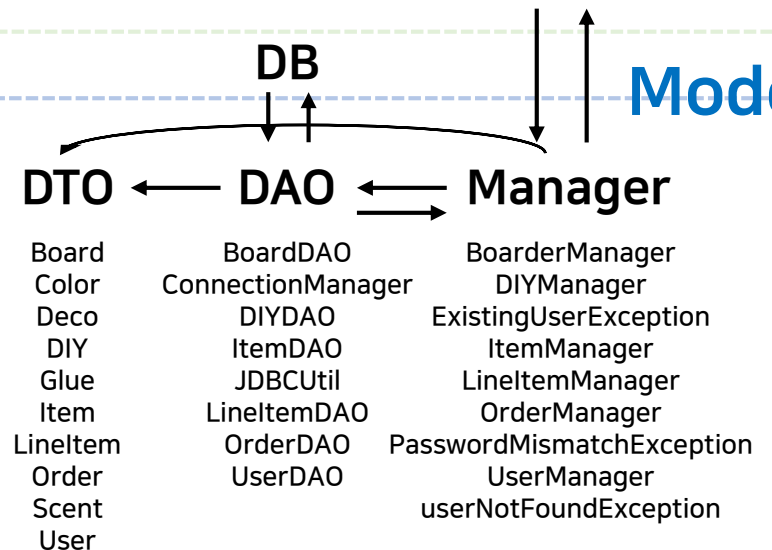 DB
Mode
DTO
DAO
Manager
Board
Color
Deco
DIY
Glue
Item
LineItem
Order
Scent
User
BoardDAO
ConnectionManager
DIYDAO
ItemDAO
JDBCUtil
LineItemDAO
OrderDAO
UserDAO
BoarderManager
DIYManager
ExistingUserException
ItemManager
LineItemManager
OrderManager
PasswordMismatchException
UserManager
userNotFoundException